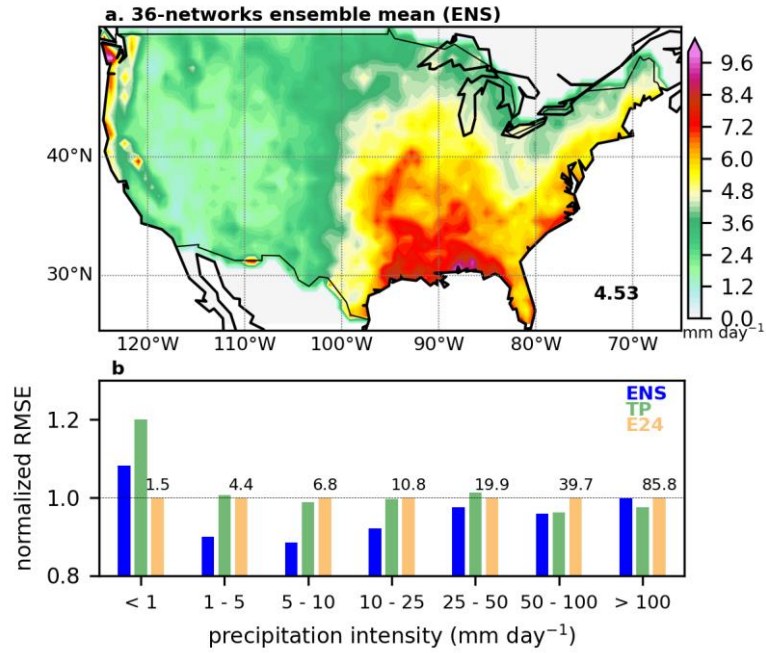 a. 36-networks ensemble mean (ENS)
9.6
8.4
7.2
6.0
4.8
3.6
2.4
1.2
0.0
mm day⁻¹
40°N
30°N
4.53
120°W 110°W 100°W 90°W 80°W 70°W
b
ENS
TP
E24
normalized RMSE
1.2
1.0
0.8
1.5 4.4 6.8 10.8 19.9 39.7 85.8
< 1 1 - 5 5 - 10 10 - 25 25 - 50 50 - 100 > 100
precipitation intensity (mm day⁻¹)